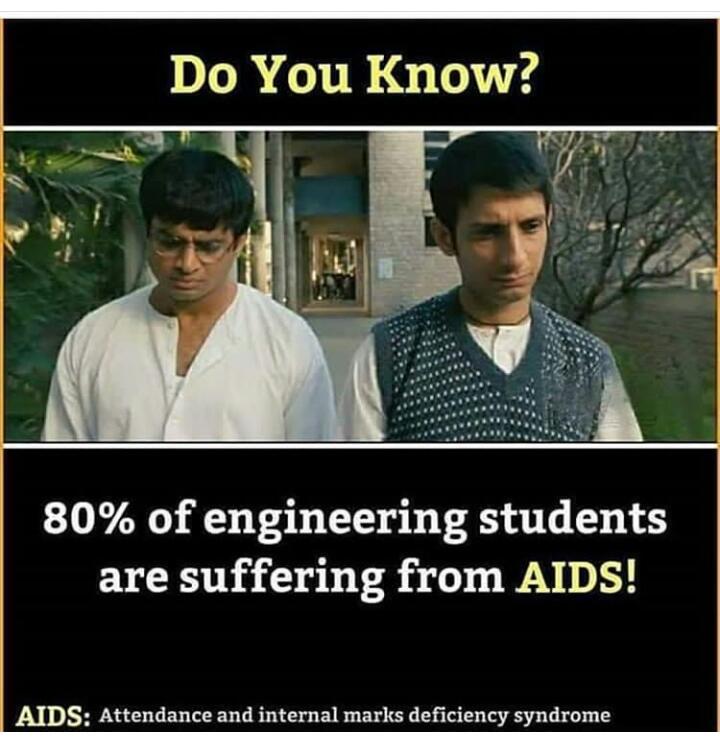 Do You Know?
80% of engineering students
are suffering from AIDS!
AIDS: Attendance and internal marks deficiency syndrome